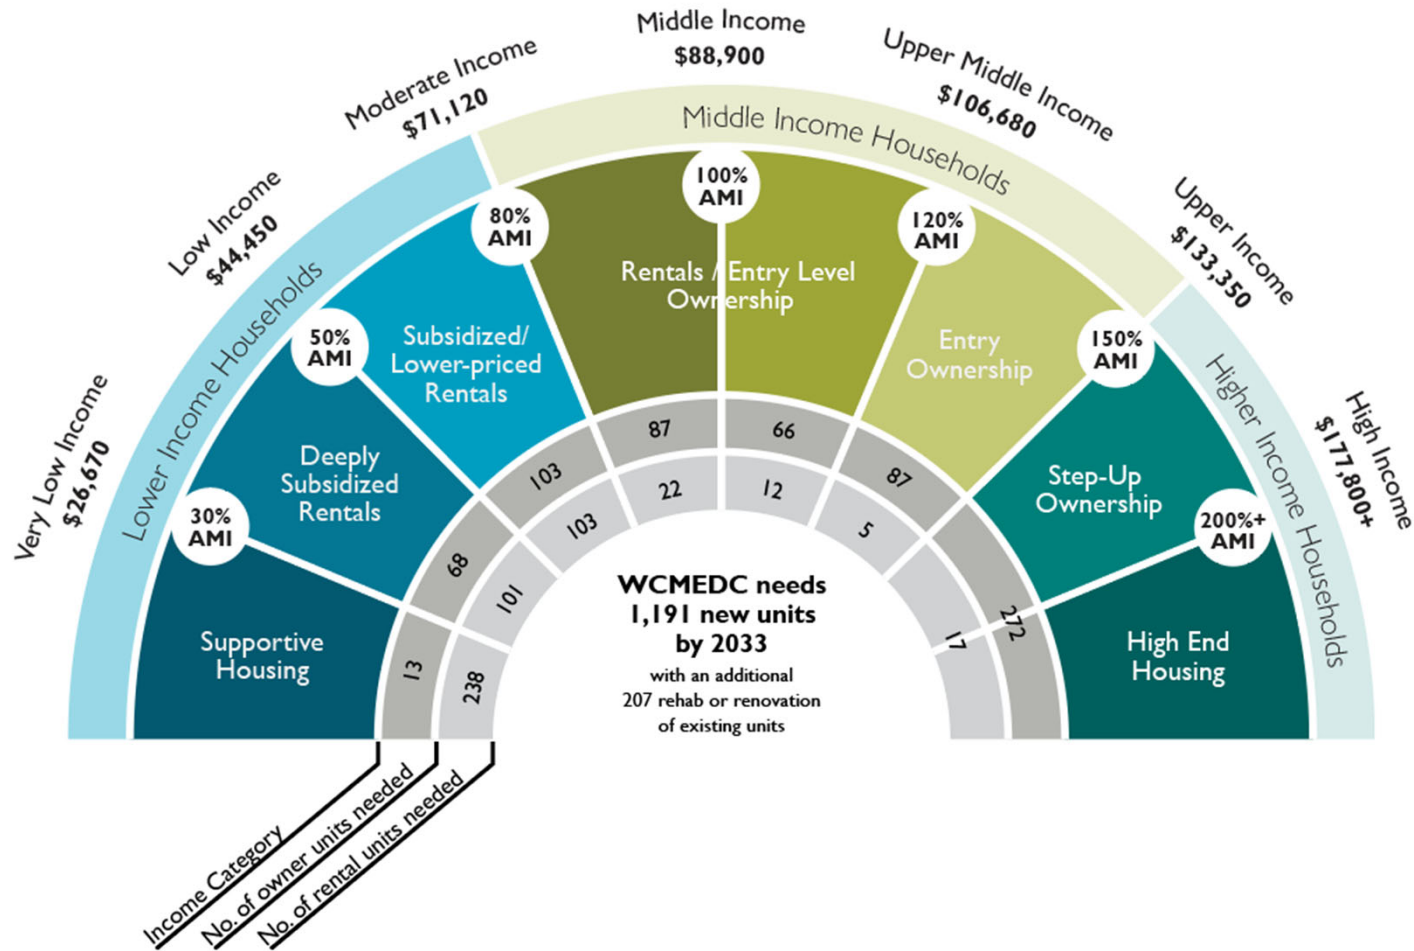 Very Low Income
$26,670
Low Income
$44,450
Moderate Income
$71,120
Middle Income
$88,900
Upper Middle Income
$106,680
Upper Income
$133,350
High Income
$177,800+
Lower Income Households
Middle Income Households
Higher Income Households
30%
AMI
50%
AMI
80%
AMI
100%
AMI
120%
AMI
150%
AMI
200%+
AMI
Supportive
Housing
Deeply
Subsidized
Rentals
Subsidized/
Lower-priced
Rentals
Rentals / Entry Level
Ownership
Entry
Ownership
Step-Up
Ownership
High End
Housing
13
68
103
87
66
87
272
238
101
103
22
12
5
17
WCMEDC needs
1,191 new units
by 2033
with an additional
207 rehab or renovation
of existing units
Income Category
No. of owner units needed
No. of rental units needed